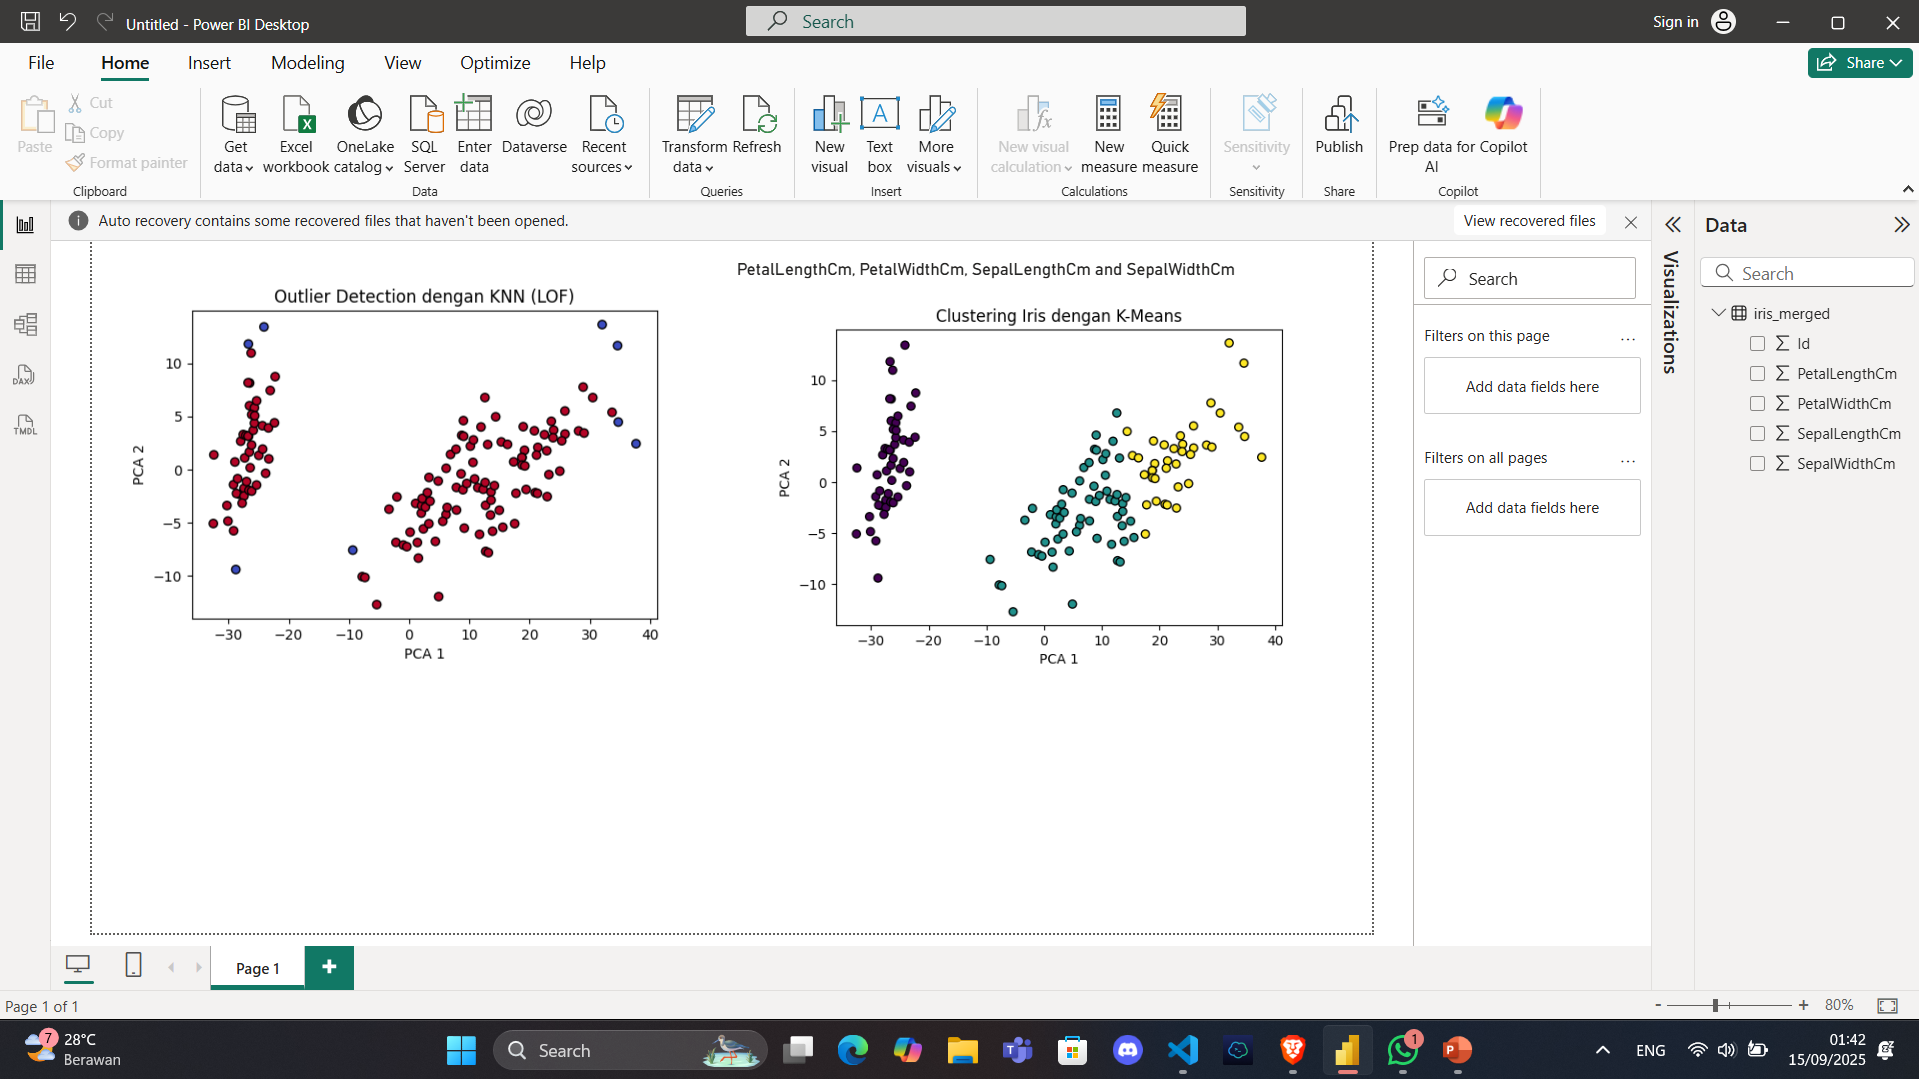 Untitled - Power BI Desktop
Search
Sign in
File Home Insert Modeling View Optimize Help
Share
Paste
Cut
Copy
Format painter
Clipboard
Get data
Excel workbook
OneLake catalog
SQL Server
Enter data
Dataverse
Recent sources
Data
Transform data
Refresh
Queries
New visual
Text box
More visuals
Insert
New visual calculation
New measure
Quick measure
Calculations
Sensitivity
Sensitivity
Publish
Share
Prep data for AI
Copilot
Copilot
Auto recovery contains some recovered files that haven't been opened.
View recovered files
DAX
TMDL
Outlier Detection dengan KNN (LOF)
PCA 2
10
5
0
−5
−10
−30 −20 −10 0 10 20 30 40
PCA 1
PetalLengthCm, PetalWidthCm, SepalLengthCm and SepalWidthCm
Clustering Iris dengan K-Means
PCA 2
10
5
0
−5
−10
−30 −20 −10 0 10 20 30 40
PCA 1
Search
Filters on this page
...
Add data fields here
Filters on all pages
...
Add data fields here
Visualizations
Data
Search
iris_merged
Σ Id
Σ PetalLengthCm
Σ PetalWidthCm
Σ SepalLengthCm
Σ SepalWidthCm
Page 1
+
Page 1 of 1
- + 80%
7
28°C
Berawan
Search
1
ENG
01:42
15/09/2025